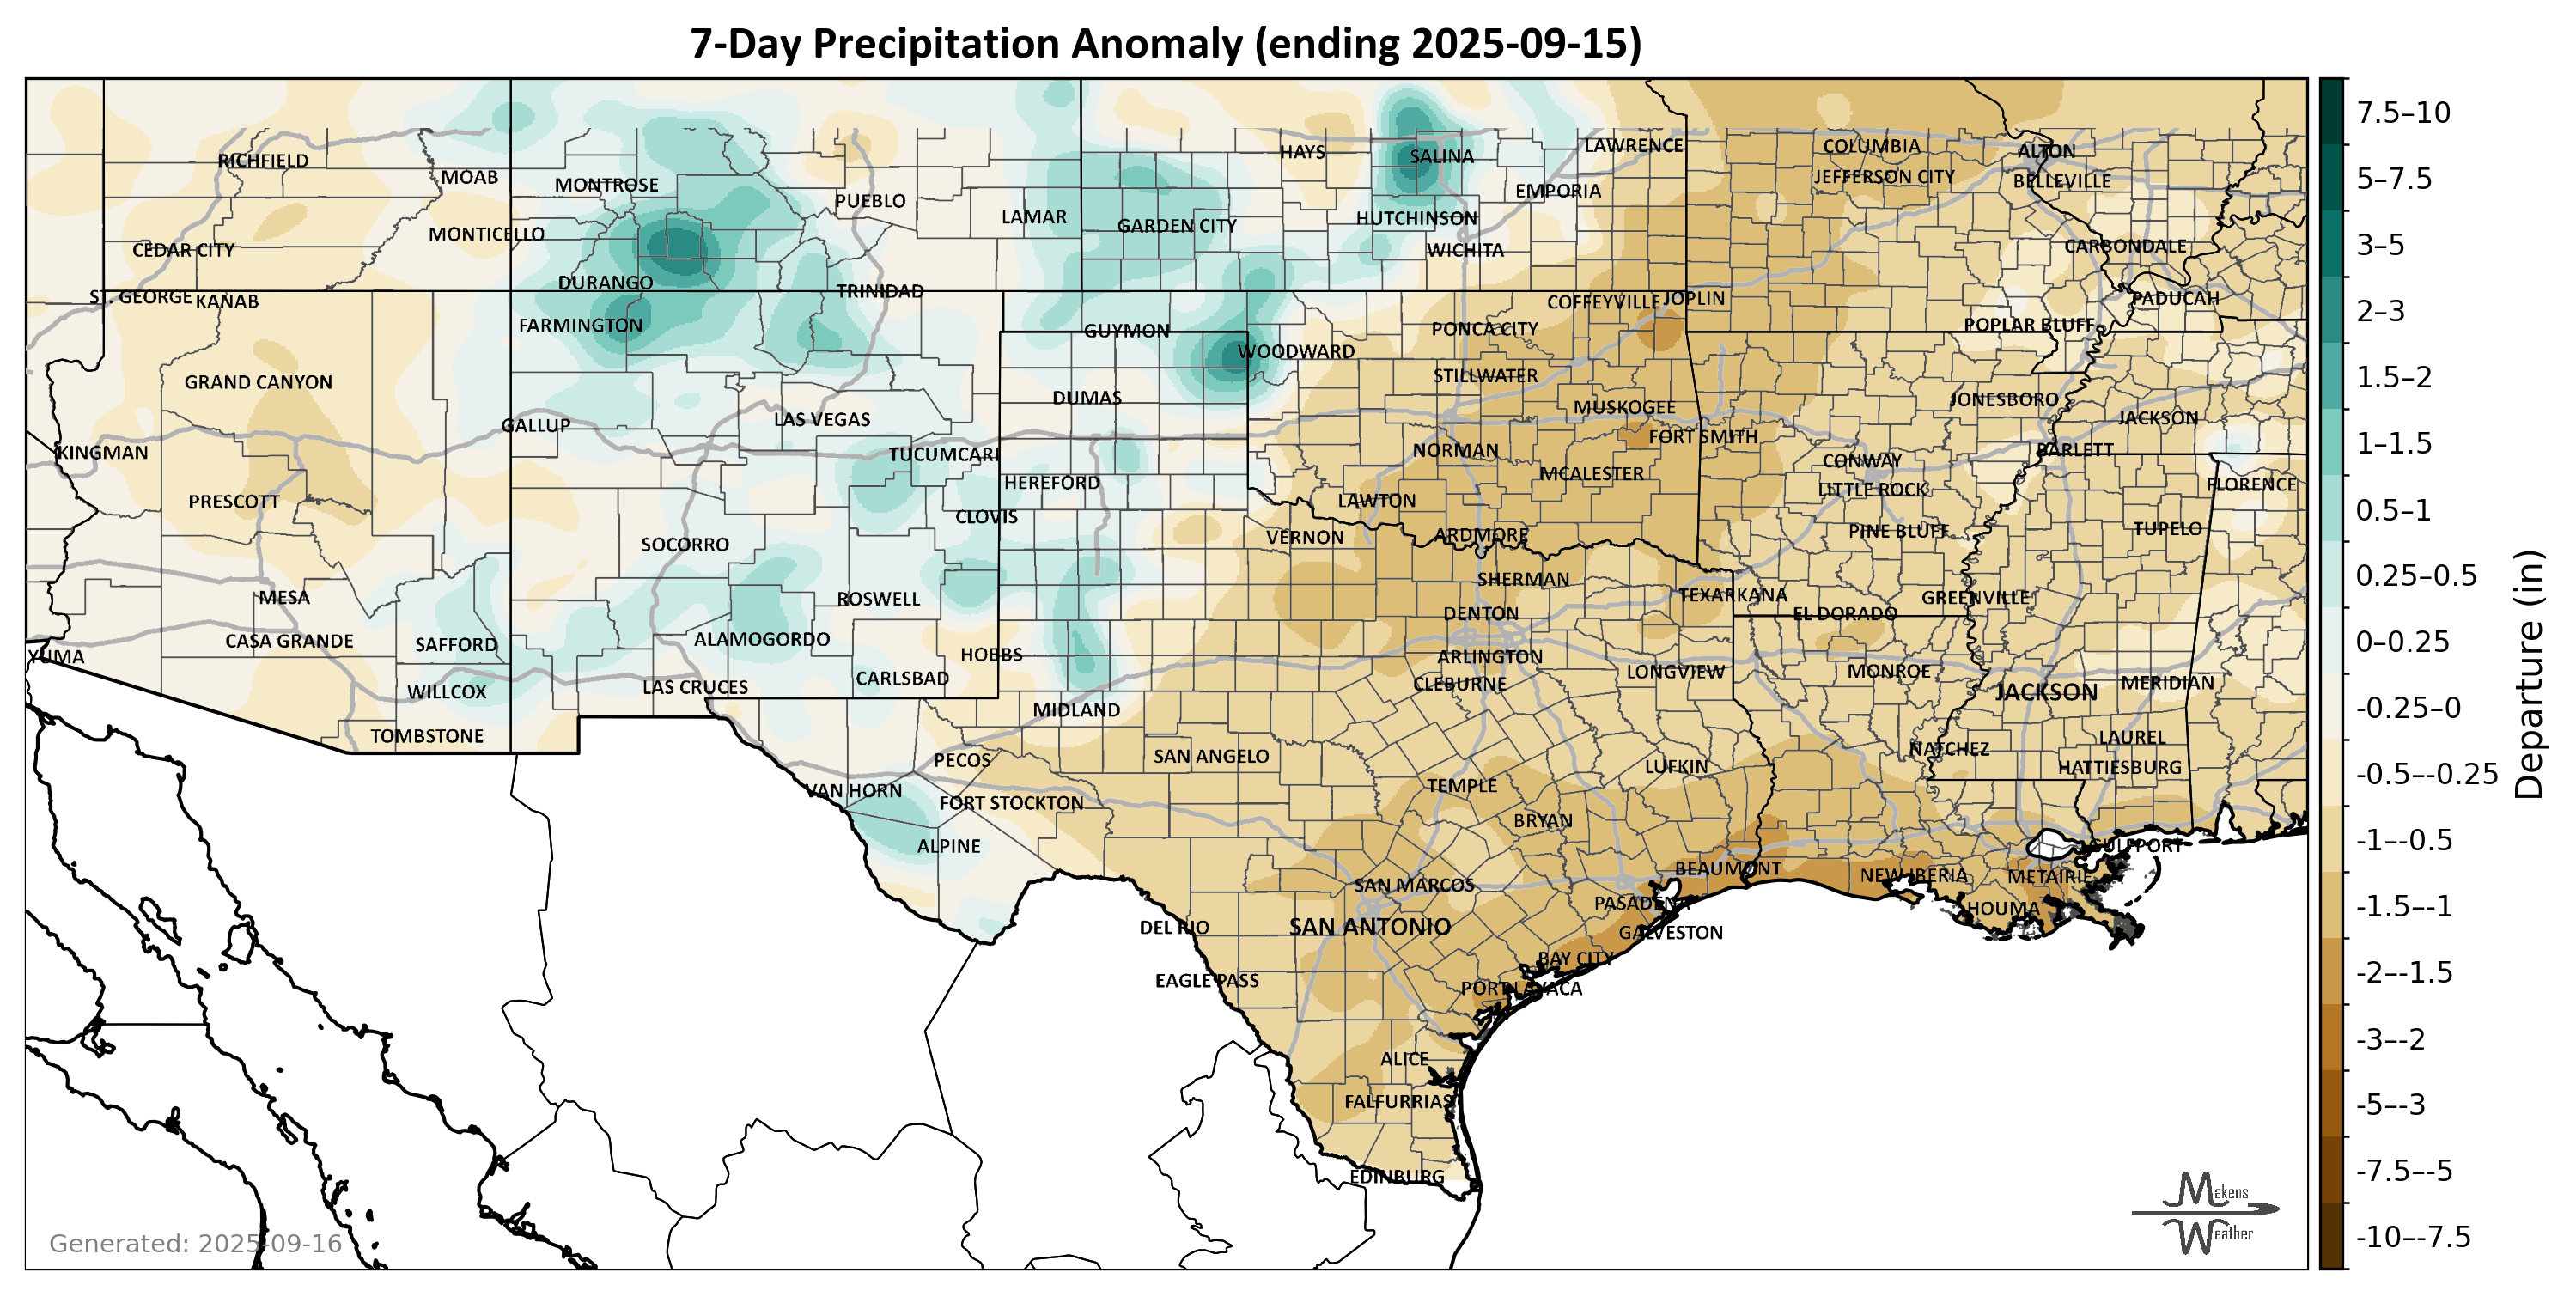 7-Day Precipitation Anomaly (ending 2025-09-15)
HAYS
SALINA
LAWRENCE
COLUMBIA
ALTON
RICHFIELD
MOAB
MONTROSE
EMPORIA
JEFFERSON CITY
BELLEVILLE
PUEBLO
LAMAR
GARDEN CITY
HUTCHINSON
MONTICELLO
CEDAR CITY
WICHITA
CARBONDALE
DURANGO
TRINIDAD
ST. GEORGE
KANAB
COFFEYVILLE
JOPLIN
PADUCAH
FARMINGTON
GUYMON
PONCA CITY
POPLAR BLUFF
WOODWARD
GRAND CANYON
STILLWATER
DUMAS
MUSKOGEE
JONESBORO
JACKSON
GALLUP
LAS VEGAS
FORT SMITH
KINGMAN
TUCUMCARI
NORMAN
BARLETT
CONWAY
MCALESTER
HEREFORD
LITTLE ROCK
FLORENCE
PRESCOTT
LAWTON
CLOVIS
VERNON
ARDMORE
PINE BLUFF
TUPELO
SOCORRO
SHERMAN
MESA
ROSWELL
TEXARKANA
GREENVILLE
DENTON
EL DORADO
CASA GRANDE
SAFFORD
ALAMOGORDO
YUMA
HOBBS
ARLINGTON
LONGVIEW
MONROE
CARLSBAD
CLEBURNE
MERIDIAN
WILLCOX
LAS CRUCES
JACKSON
MIDLAND
TOMBSTONE
LAUREL
NATCHEZ
PECOS
SAN ANGELO
LUFKIN
HATTIESBURG
VAN HORN
TEMPLE
FORT STOCKTON
BRYAN
ALPINE
GULFPORT
BEAUMONT
NEW IBERIA
METAIRIE
SAN MARCOS
PASADENA
HOUMA
DEL RIO
SAN ANTONIO
GALVESTON
BAY CITY
EAGLE PASS
PORT LAVACA
ALICE
FALFURRIAS
EDINBURG
Generated: 2025-09-16
Makens
Weather
7.5–10
5–7.5
3–5
2–3
1.5–2
1–1.5
0.5–1
0.25–0.5
0–0.25
-0.25–0
-0.5–-0.25
-1–-0.5
-1.5–-1
-2–-1.5
-3–-2
-5–-3
-7.5–-5
-10–-7.5
Departure (in)